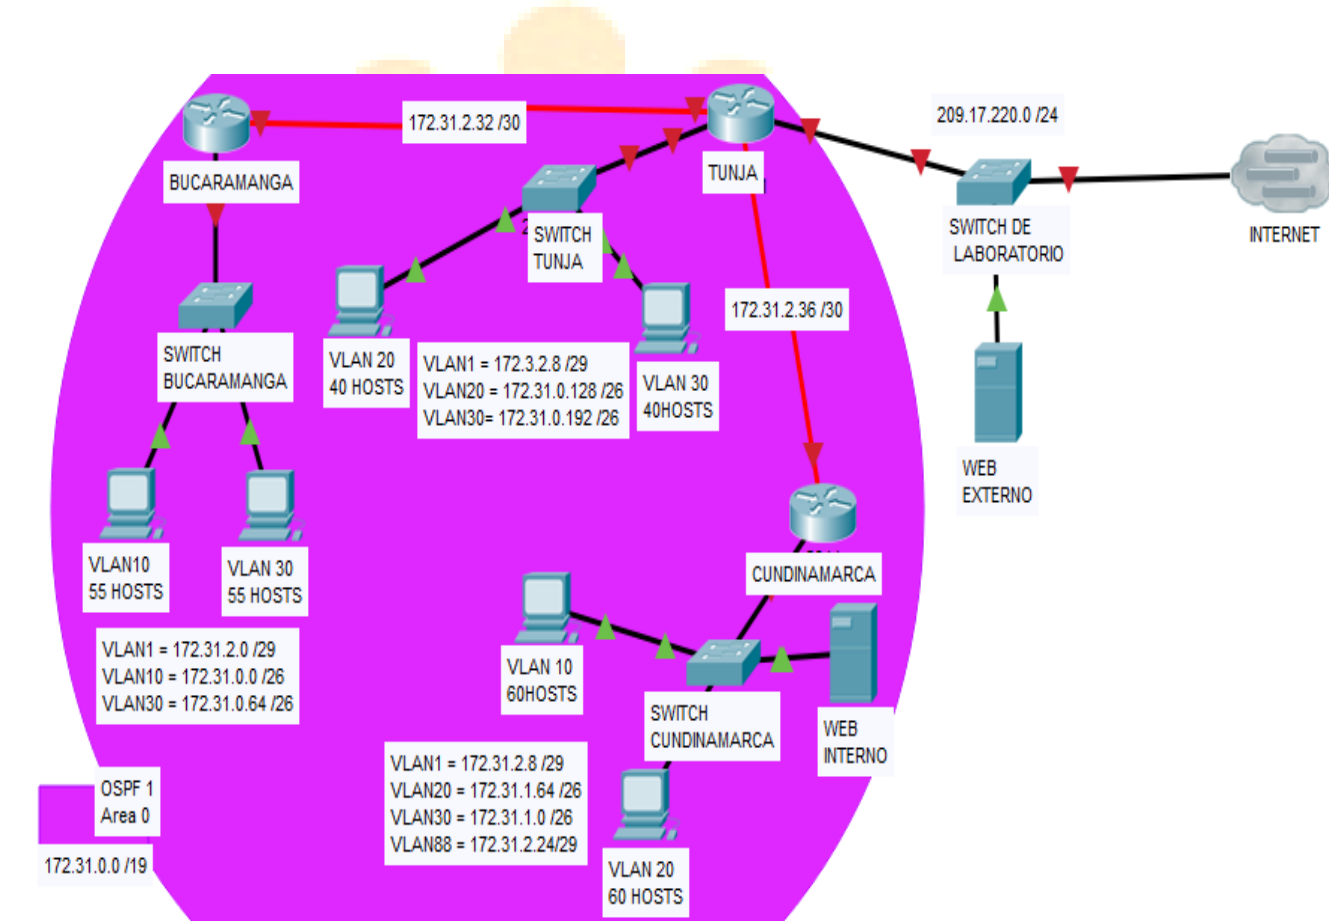 172.31.2.32 /30
209.17.220.0 /24
BUCARAMANGA
TUNJA
SWITCH DE
LABORATORIO
INTERNET
SWITCH
TUNJA
172.31.2.36 /30
SWITCH
BUCARAMANGA
VLAN 20
40 HOSTS
VLAN1 = 172.3.2.8 /29
VLAN20 = 172.31.0.128 /26
VLAN30= 172.31.0.192 /26
VLAN 30
40HOSTS
WEB
EXTERNO
VLAN10
55 HOSTS
VLAN 30
55 HOSTS
CUNDINAMARCA
VLAN1 = 172.31.2.0 /29
VLAN10 = 172.31.0.0 /26
VLAN30 = 172.31.0.64 /26
VLAN 10
60HOSTS
SWITCH
CUNDINAMARCA
WEB
INTERNO
VLAN1 = 172.31.2.8 /29
VLAN20 = 172.31.1.64 /26
VLAN30 = 172.31.1.0 /26
VLAN88 = 172.31.2.24/29
OSPF 1
Area 0
172.31.0.0 /19
VLAN 20
60 HOSTS